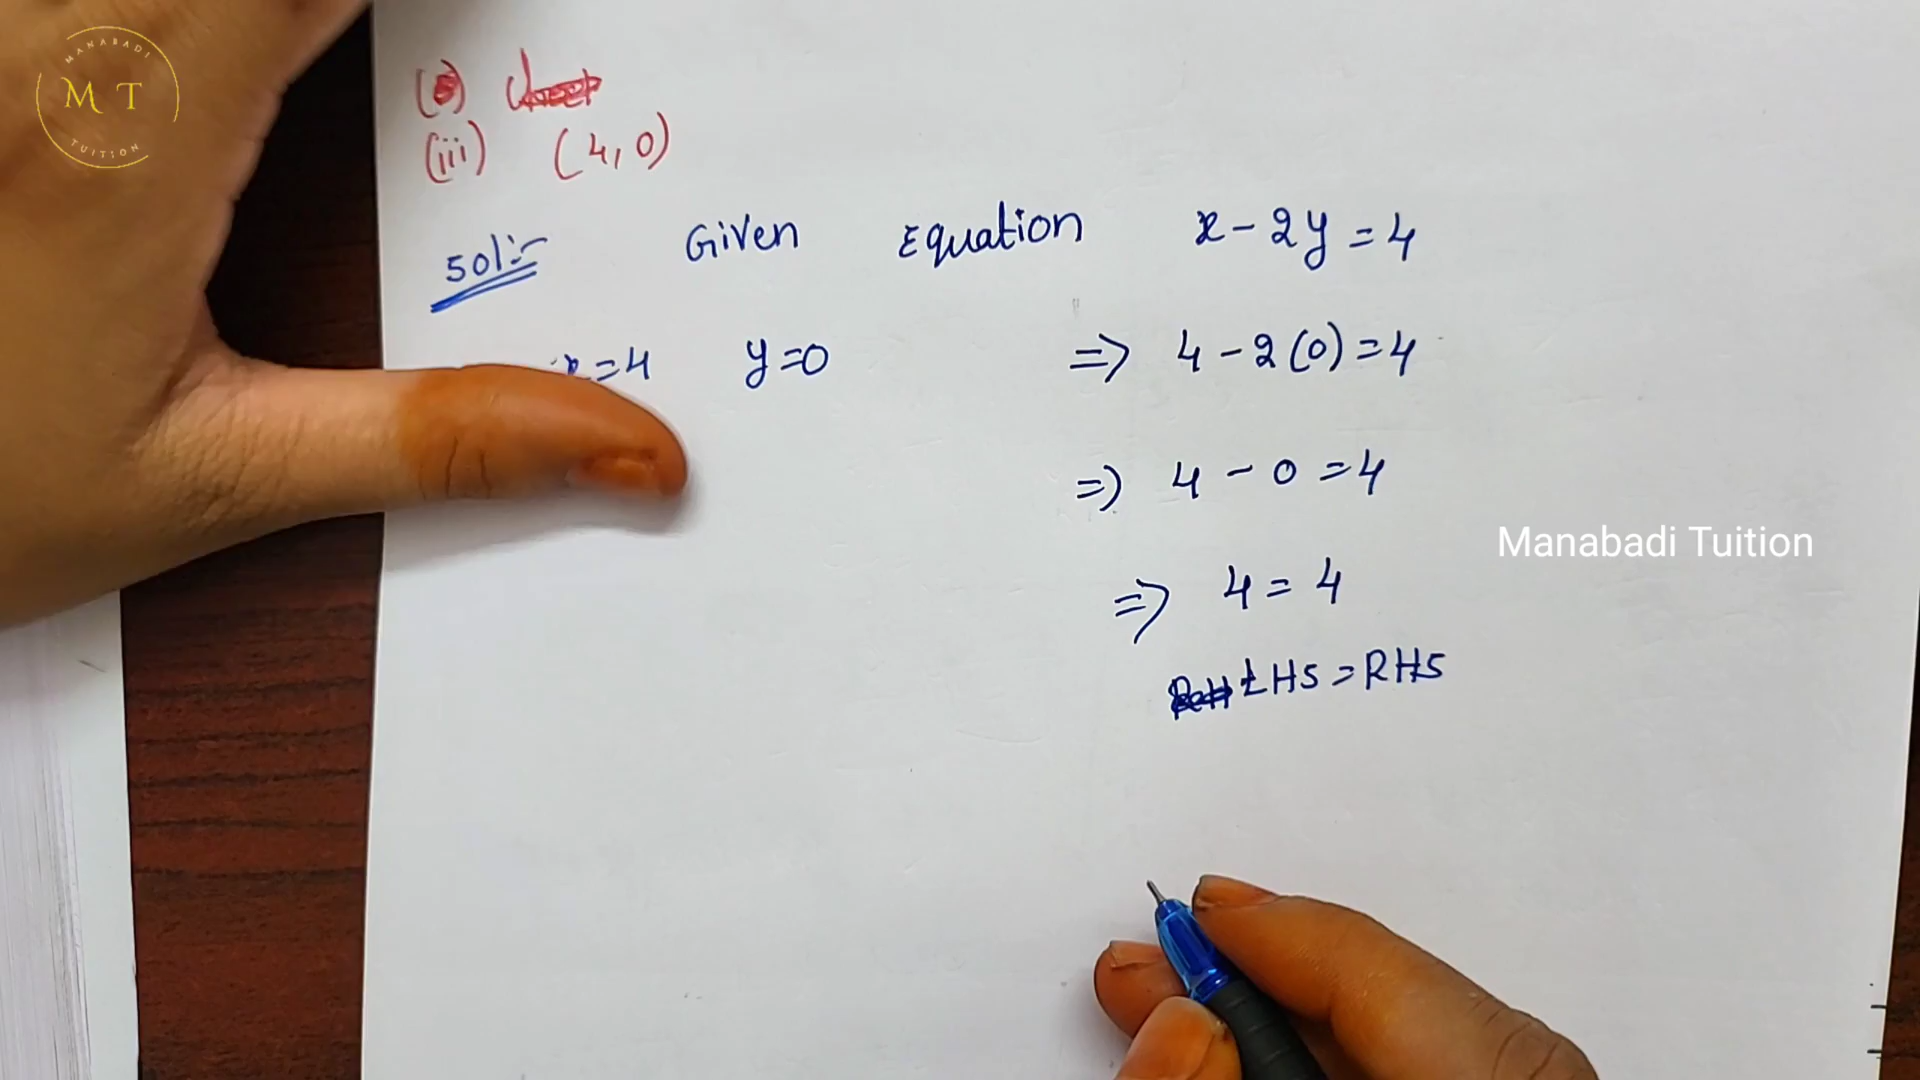 MANABADI
M T
TUITION
(iii) (4,0)
Sol:- Given Equation x - 2y = 4
x = 4 y = 0 => 4 - 2(0) = 4
=> 4 - 0 = 4
Manabadi Tuition
=> 4 = 4
LHS = RHS